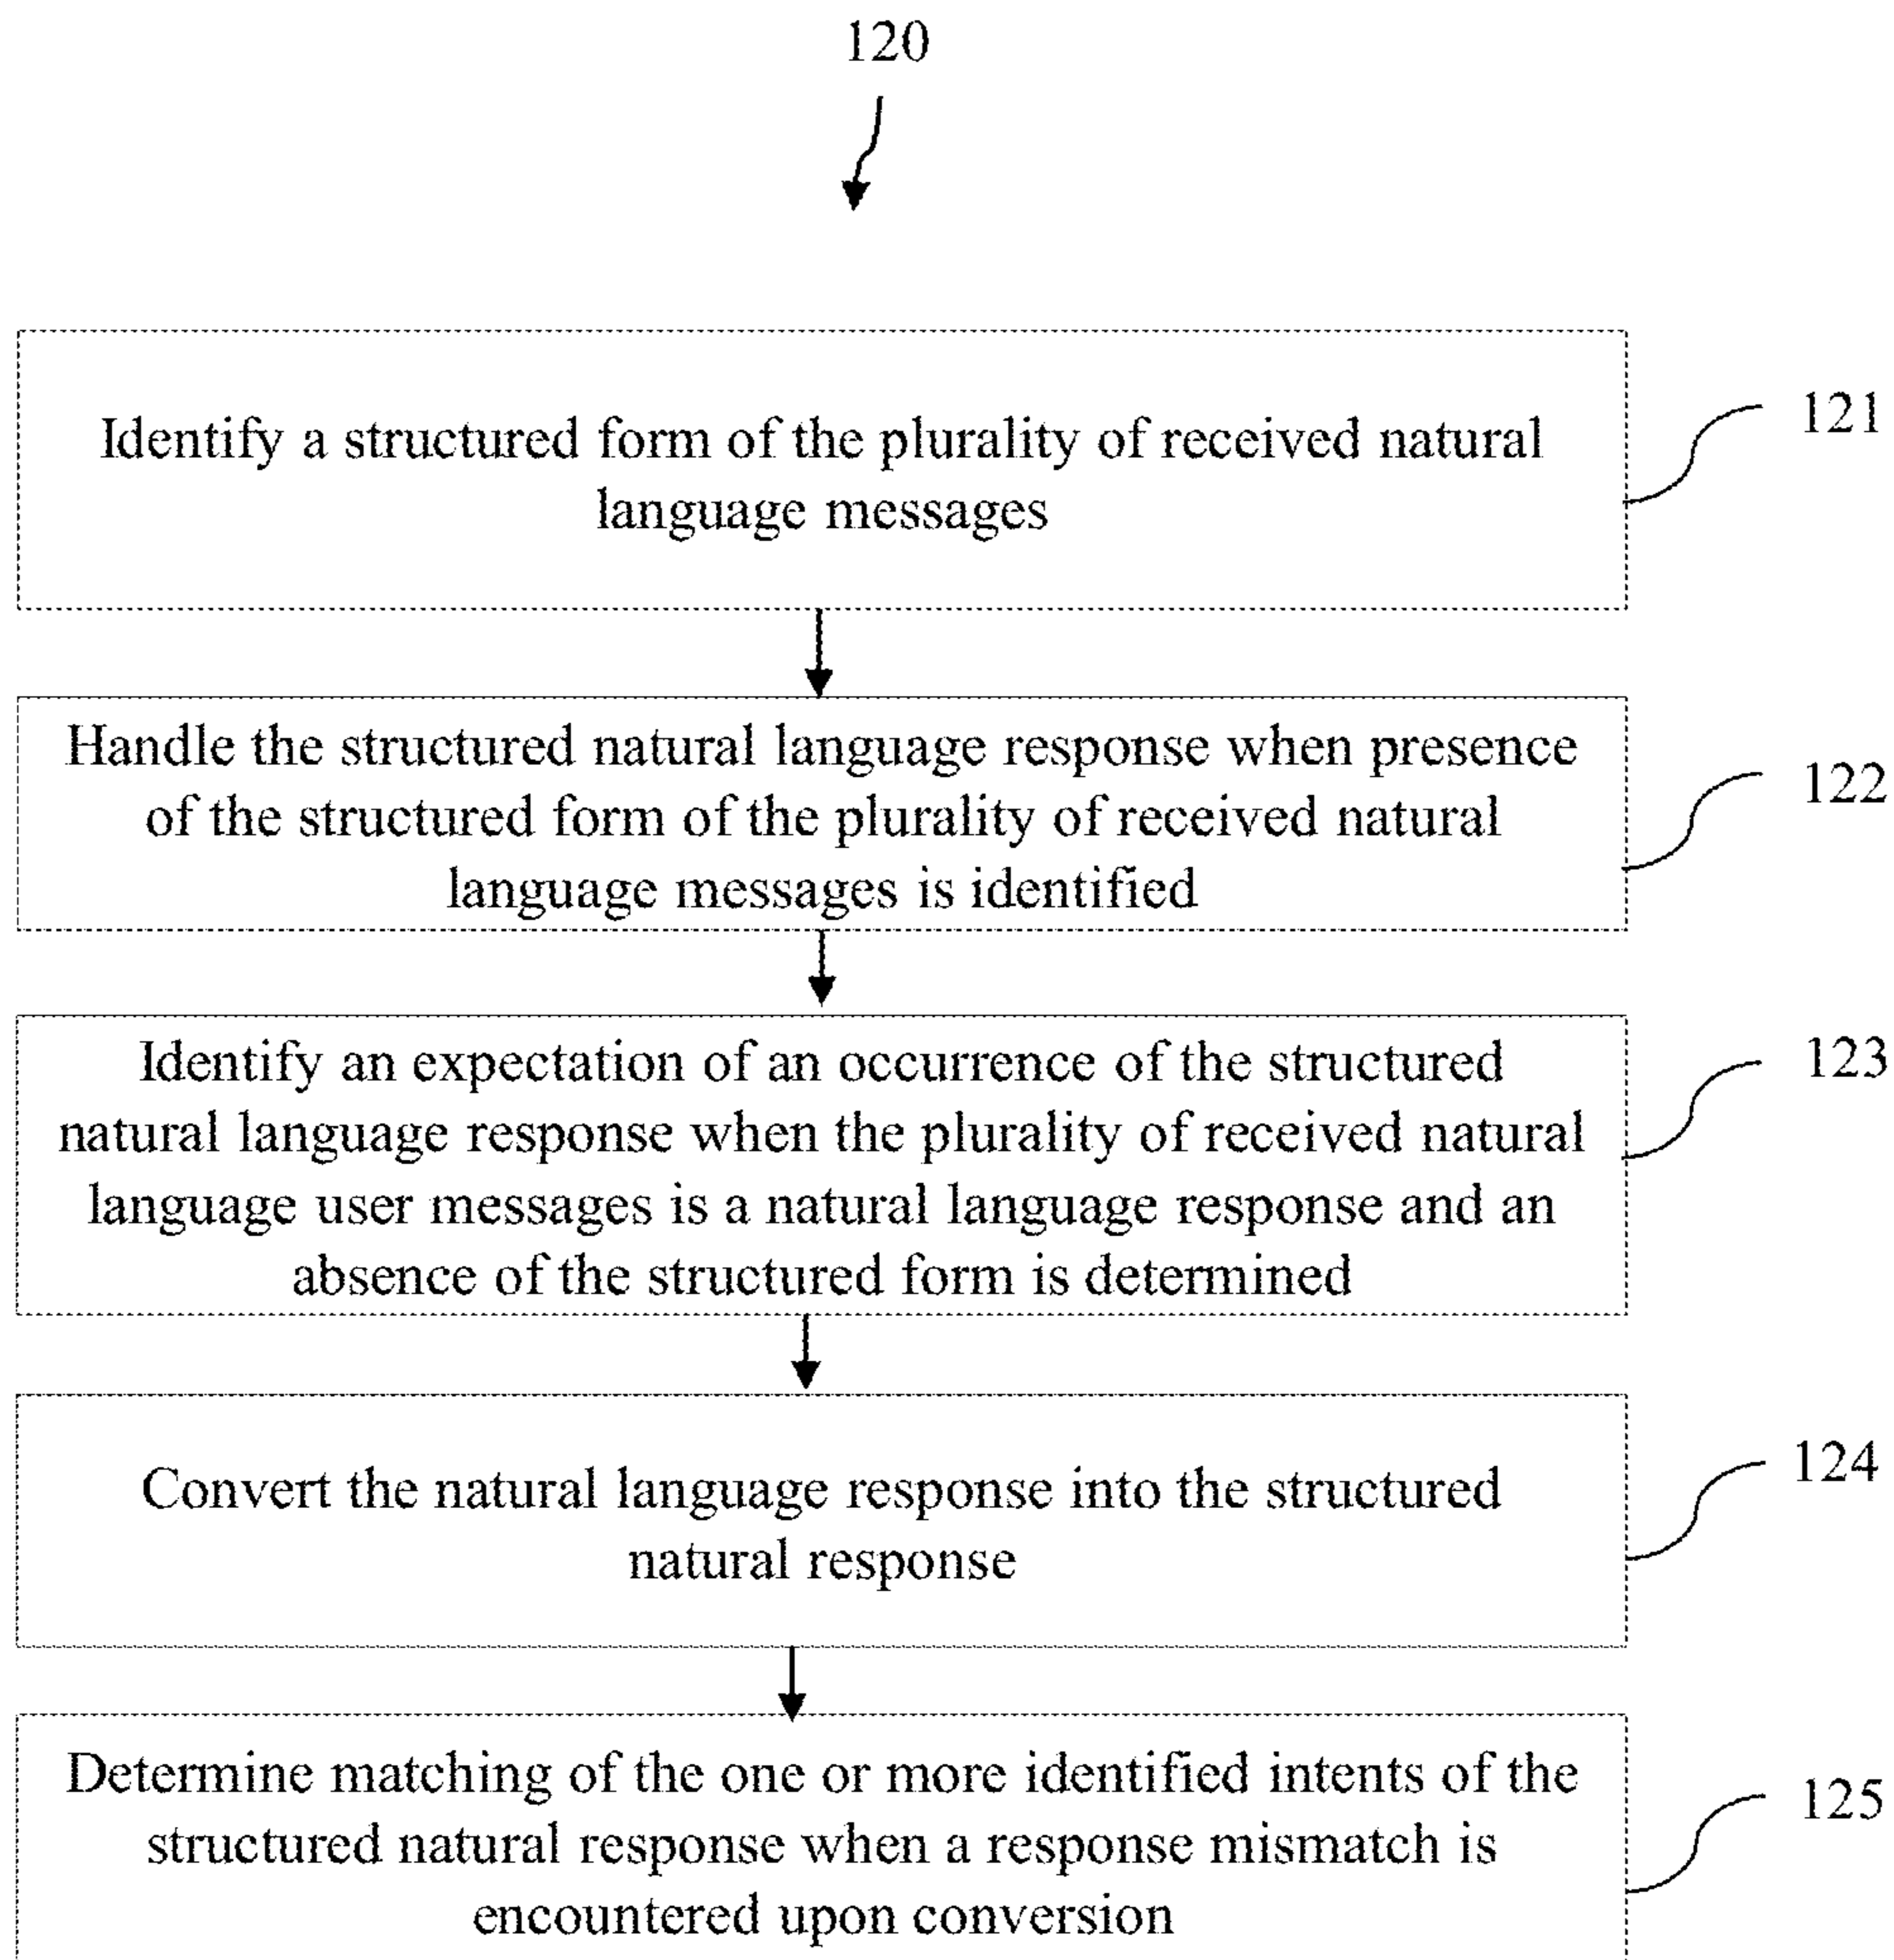 120
Identify a structured form of the plurality of received natural
language messages
121
Handle the structured natural language response when presence
of the structured form of the plurality of received natural
language messages is identified
122
Identify an expectation of an occurrence of the structured
natural language response when the plurality of received natural
language user messages is a natural language response and an
absence of the structured form is determined
123
Convert the natural language response into the structured
natural response
124
Determine matching of the one or more identified intents of the
structured natural response when a response mismatch is
encountered upon conversion
125